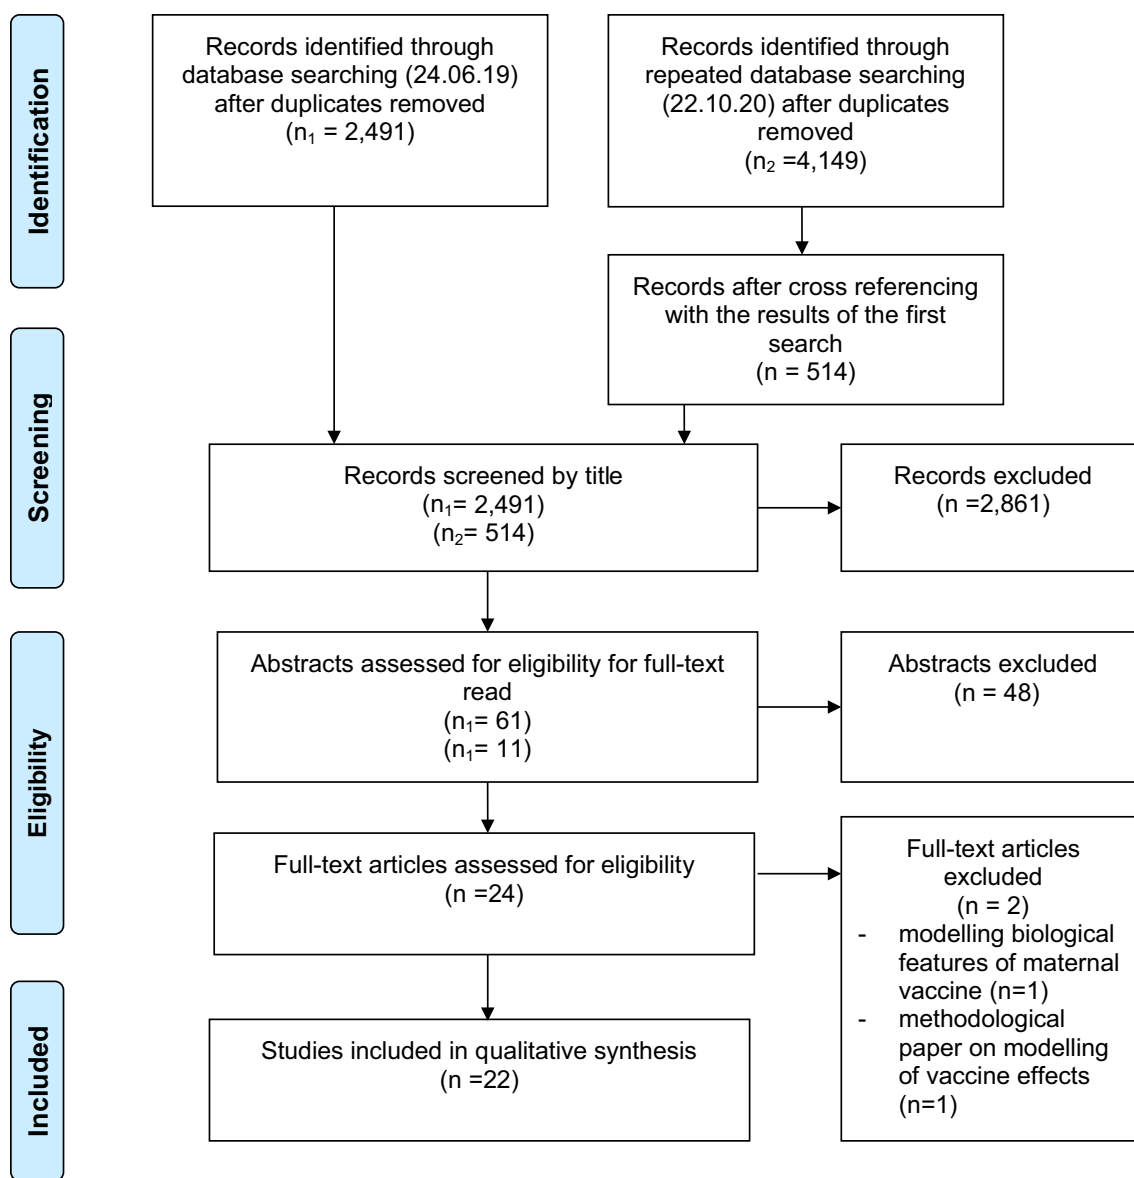 Identification
Records identified through
database searching (24.06.19)
after duplicates removed
(n₁ = 2,491)
Records identified through
repeated database searching
(22.10.20) after duplicates
removed
(n₂ =4,149)
Records after cross referencing
with the results of the first
search
(n = 514)
Screening
Records screened by title
(n₁= 2,491)
(n₂= 514)
Records excluded
(n =2,861)
Eligibility
Abstracts assessed for eligibility for full-text
read
(n₁= 61)
(n₁= 11)
Abstracts excluded
(n = 48)
Full-text articles assessed for eligibility
(n =24)
Full-text articles
excluded
(n = 2)
- modelling biological
features of maternal
vaccine (n=1)
- methodological
paper on modelling
of vaccine effects
(n=1)
Included
Studies included in qualitative synthesis
(n =22)